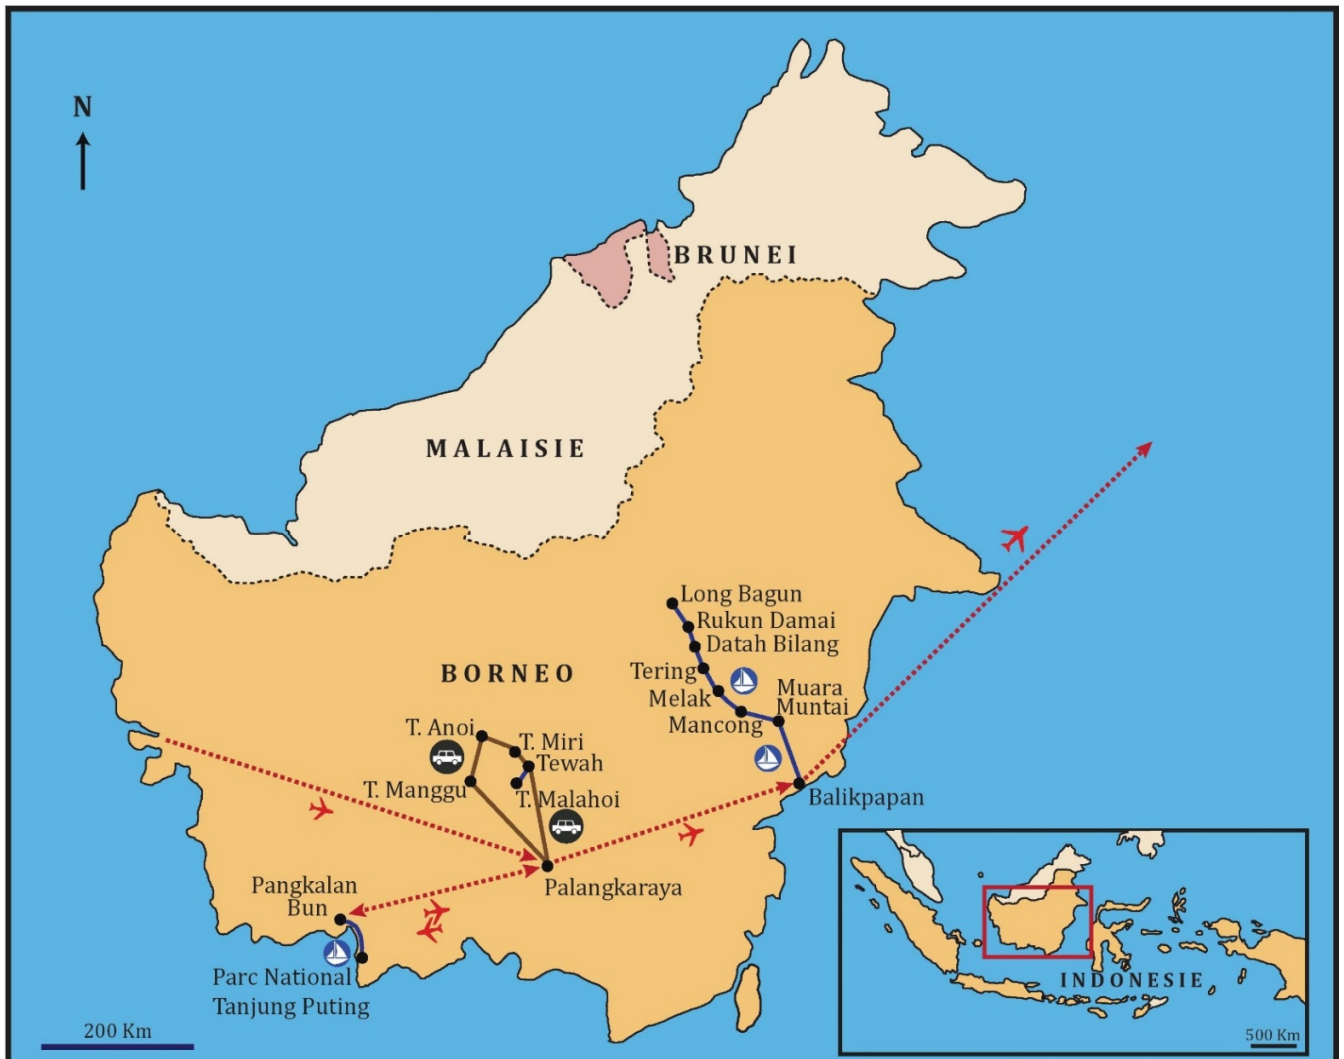 N
BRUNEI
MALAISIE
Long Bagun
Rukun Damai
Datah Bilang
Tering
BORNEO
Melak
Muara
Muntai
Mancong
T. Anoi
T. Miri
Tewah
T. Manggu
T. Malahoi
Balikpapan
Palangkaraya
Pangkalan
Bun
Parc National
Tanjung Puting
200 Km
INDONESIE
500 Km